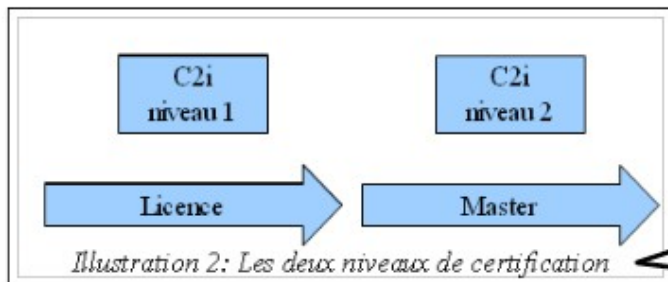 C2i
niveau 1
C2i
niveau 2
Licence
Master
Illustration 2: Les deux niveaux de certification